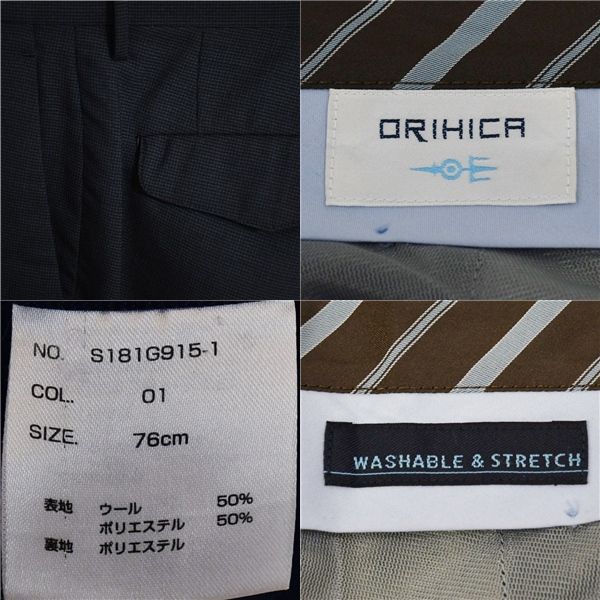 ORIHICA
NO. S181G915-1
COL. 01
SIZE. 76cm
表地 ウール 50%
ポリエステル 50%
裏地 ポリエステル
WASHABLE & STRETCH